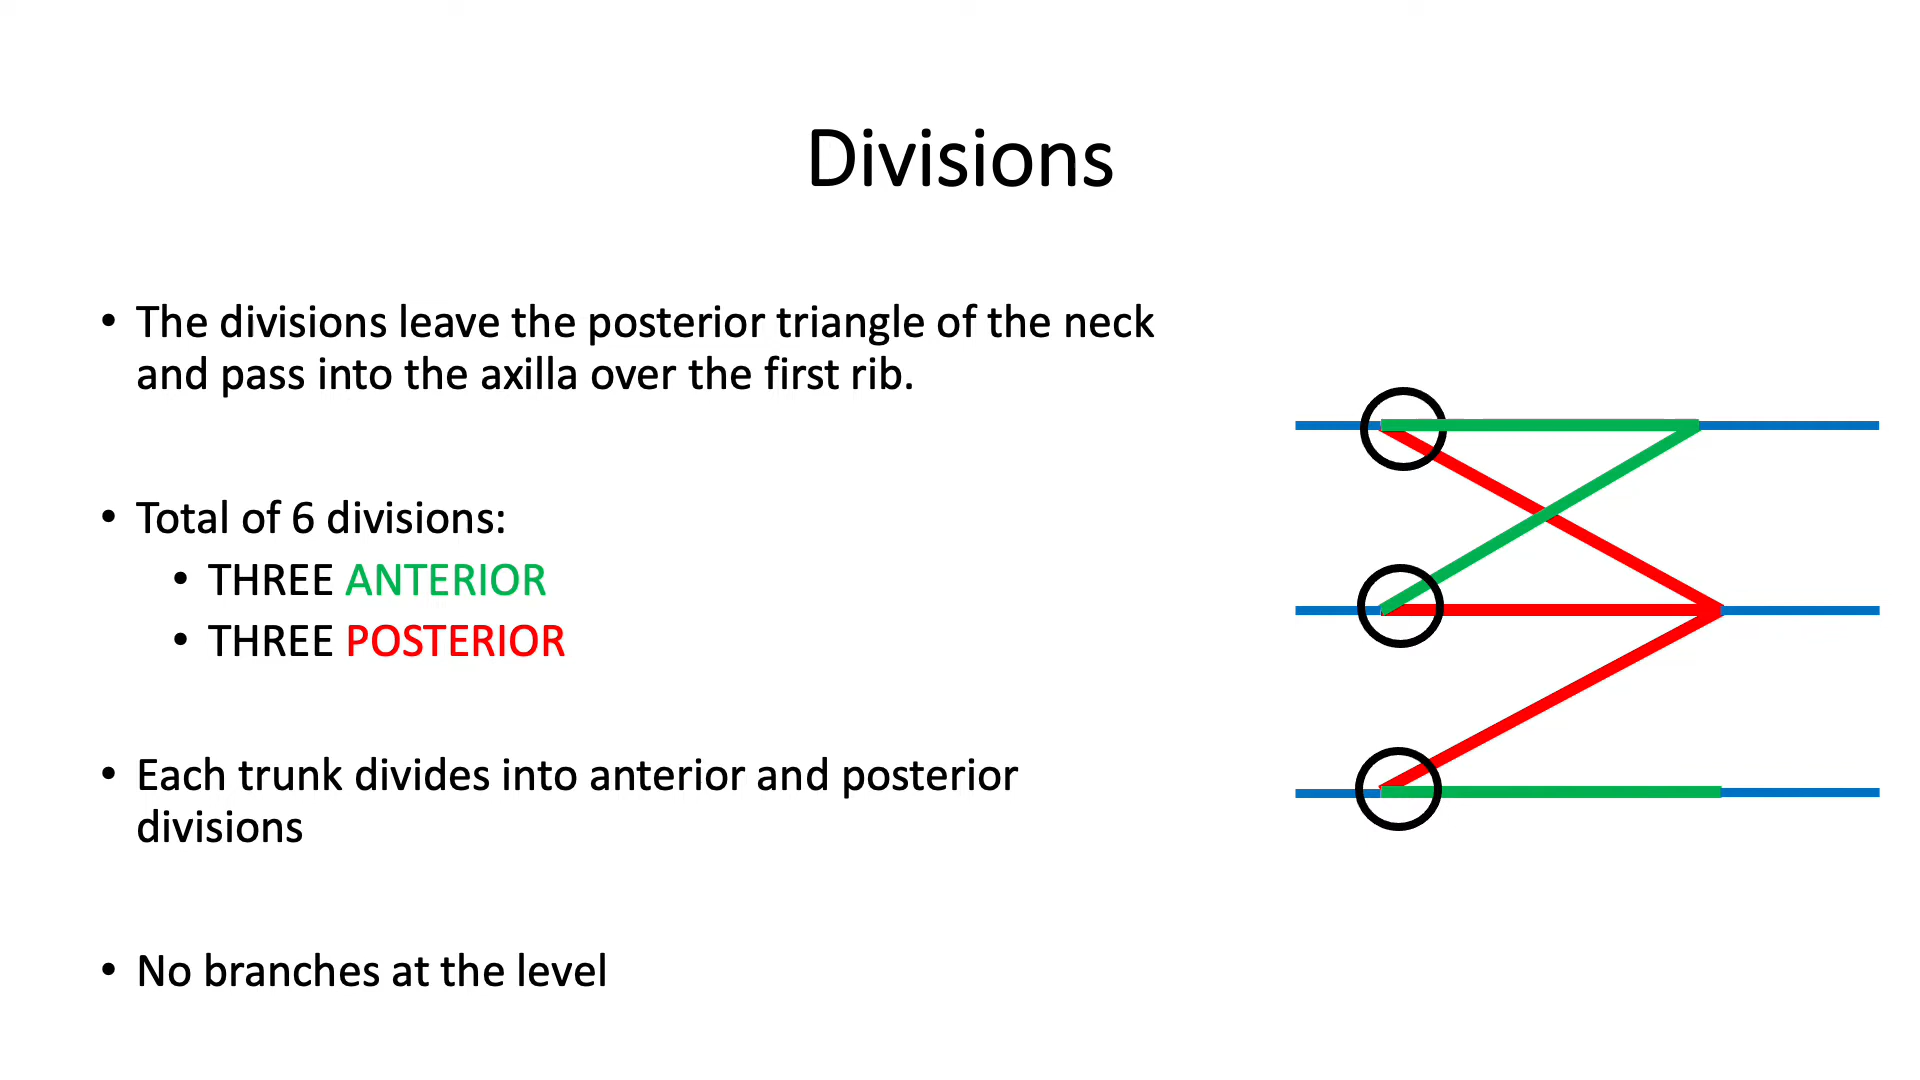 Divisions
• The divisions leave the posterior triangle of the neck
and pass into the axilla over the first rib.
• Total of 6 divisions:
• THREE ANTERIOR
• THREE POSTERIOR
• Each trunk divides into anterior and posterior
divisions
• No branches at the level